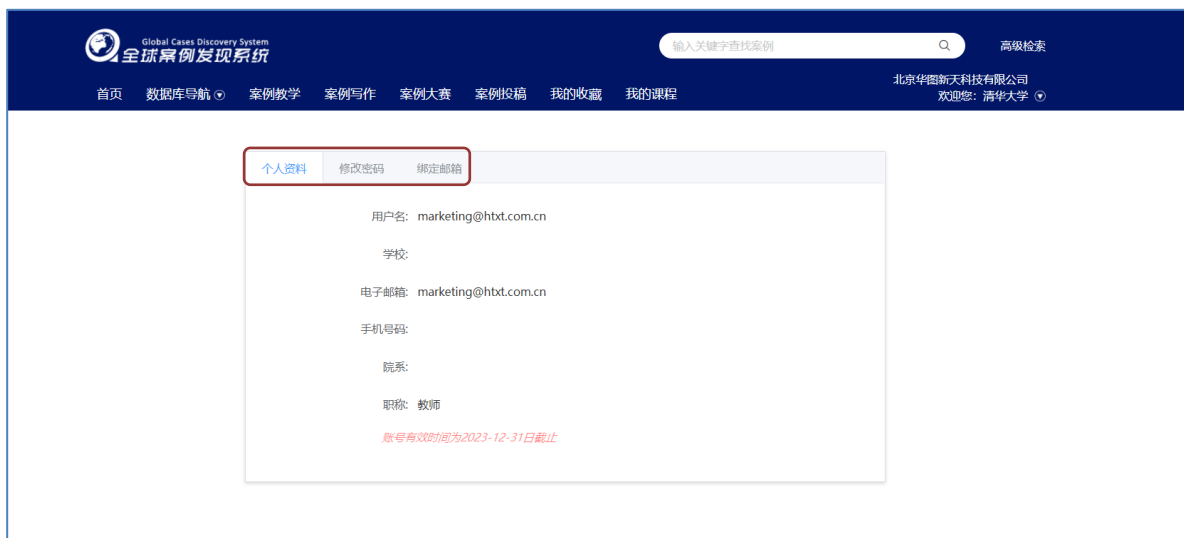 Global Cases Discovery System
全球案例发现系统
输入关键字查找案例
高级检索
北京华图新天科技有限公司
首页 数据库导航 案例教学 案例写作 案例大赛 案例投稿 我的收藏 我的课程
欢迎您：清华大学
个人资料 修改密码 绑定邮箱
用户名: marketing@htxt.com.cn
学校:
电子邮箱: marketing@htxt.com.cn
手机号码:
院系:
职称: 教师
账号有效时间为2023-12-31日截止